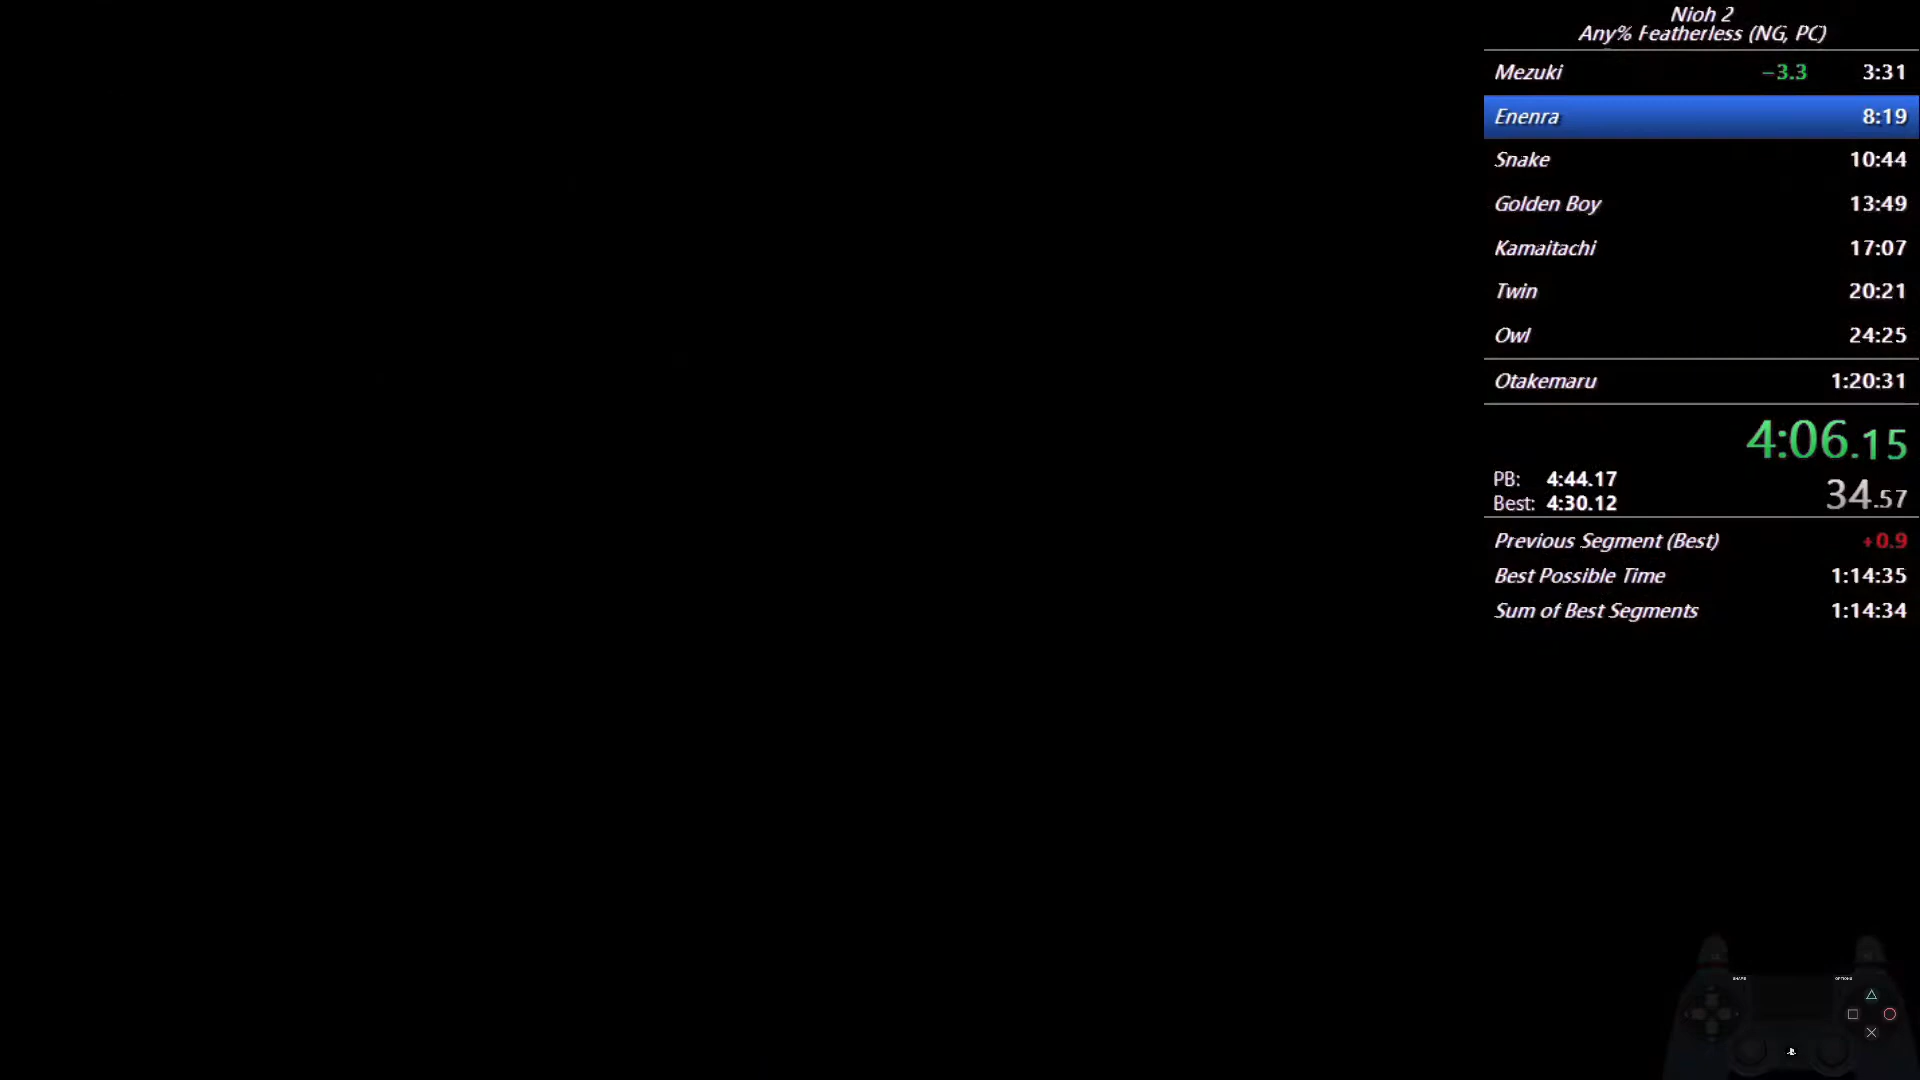 Nioh 2
Any% Featherless (NG, PC)
Mezuki −3.3 3:31
Enenra 8:19
Snake 10:44
Golden Boy 13:49
Kamaitachi 17:07
Twin 20:21
Owl 24:25
Otakemaru 1:20:31
4:06.15
PB: 4:44.17
34.57
Best: 4:30.12
Previous Segment (Best) +0.9
Best Possible Time 1:14:35
Sum of Best Segments 1:14:34
SHARE OPTIONS